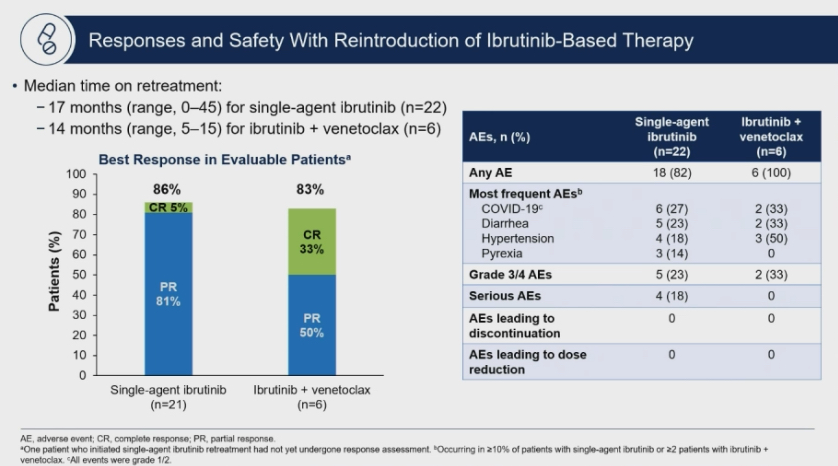 Responses and Safety With Reintroduction of Ibrutinib-Based Therapy
• Median time on retreatment:
− 17 months (range, 0–45) for single-agent ibrutinib (n=22)
− 14 months (range, 5–15) for ibrutinib + venetoclax (n=6)
Best Response in Evaluable Patientsᵃ
Patients (%)
100
90
80
70
60
50
40
30
20
10
0
86%
CR 5%
PR
81%
83%
CR
33%
PR
50%
Single-agent ibrutinib
(n=21)
Ibrutinib + venetoclax
(n=6)
AEs, n (%)
Single-agent
ibrutinib
(n=22)
Ibrutinib +
venetoclax
(n=6)
Any AE 18 (82) 6 (100)
Most frequent AEsᵇ
COVID-19ᶜ 6 (27) 2 (33)
Diarrhea 5 (23) 2 (33)
Hypertension 4 (18) 3 (50)
Pyrexia 3 (14) 0
Grade 3/4 AEs 5 (23) 2 (33)
Serious AEs 4 (18) 0
AEs leading to
discontinuation 0 0
AEs leading to dose
reduction 0 0
AE, adverse event; CR, complete response; PR, partial response.
ᵃOne patient who initiated single-agent ibrutinib retreatment had not yet undergone response assessment. ᵇOccurring in ≥10% of patients with single-agent ibrutinib or ≥2 patients with ibrutinib +
venetoclax. ᶜAll events were grade 1/2.